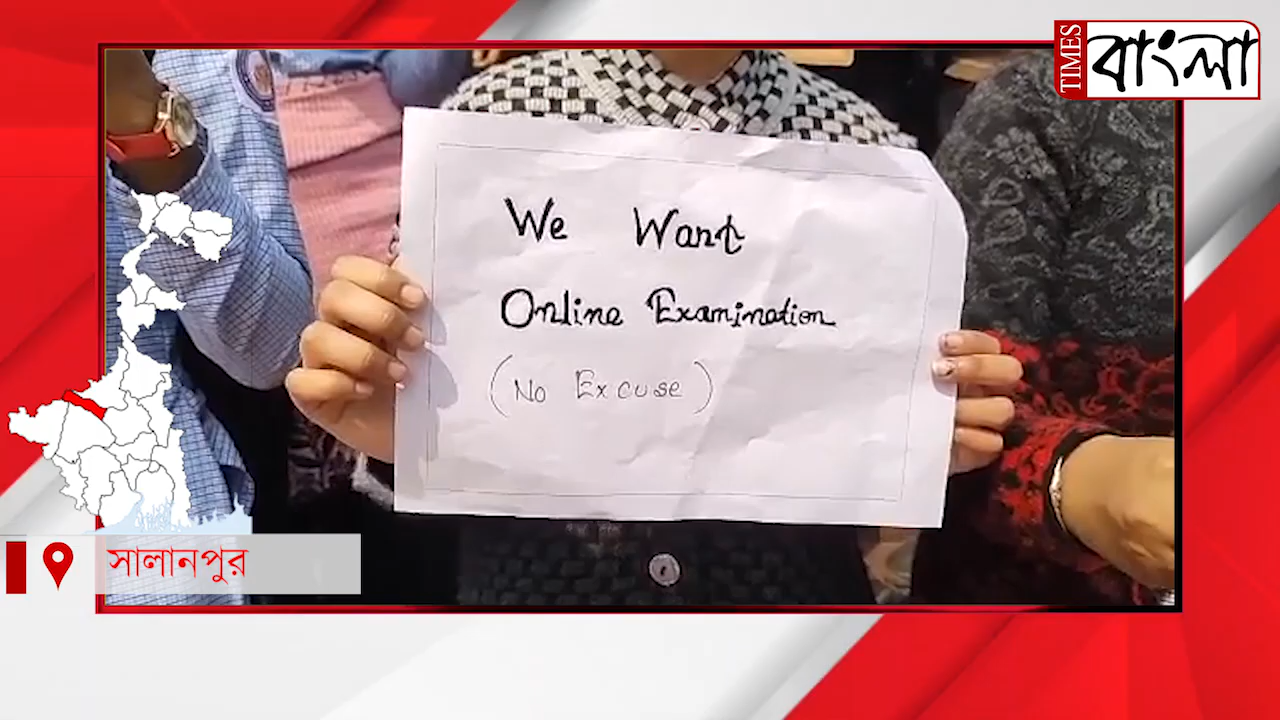 TIMES
বাংলা
We Want
Online Examination
(No Excuse)
সালানপুর